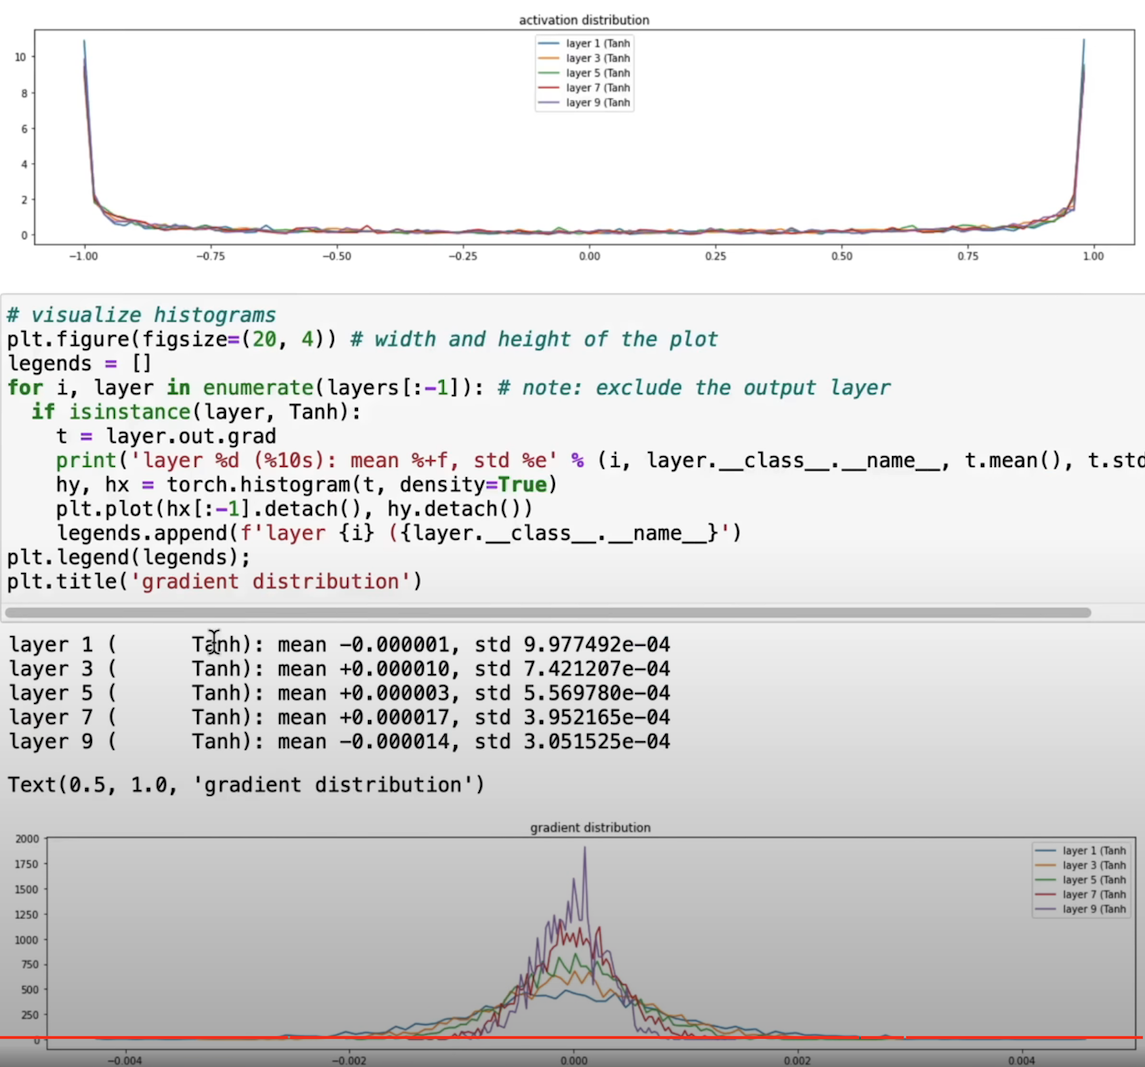 activation distribution
layer 1 (Tanh
layer 3 (Tanh
layer 5 (Tanh
layer 7 (Tanh
layer 9 (Tanh
10
8
6
4
2
0
−1.00 −0.75 −0.50 −0.25 0.00 0.25 0.50 0.75 1.00
# visualize histograms
plt.figure(figsize=(20, 4)) # width and height of the plot
legends = []
for i, layer in enumerate(layers[:-1]): # note: exclude the output layer
  if isinstance(layer, Tanh):
    t = layer.out.grad
    print('layer %d (%10s): mean %+f, std %e' % (i, layer.__class__.__name__, t.mean(), t.std
    hy, hx = torch.histogram(t, density=True)
    plt.plot(hx[:-1].detach(), hy.detach())
    legends.append(f'layer {i} ({layer.__class__.__name__}')
plt.legend(legends);
plt.title('gradient distribution')
layer 1 (      Tanh): mean -0.000001, std 9.977492e-04
layer 3 (      Tanh): mean +0.000010, std 7.421207e-04
layer 5 (      Tanh): mean +0.000003, std 5.569780e-04
layer 7 (      Tanh): mean +0.000017, std 3.952165e-04
layer 9 (      Tanh): mean -0.000014, std 3.051525e-04
Text(0.5, 1.0, 'gradient distribution')
gradient distribution
2000
1750
1500
1250
1000
750
500
250
0
layer 1 (Tanh
layer 3 (Tanh
layer 5 (Tanh
layer 7 (Tanh
layer 9 (Tanh
−0.004 −0.002 0.000 0.002 0.004